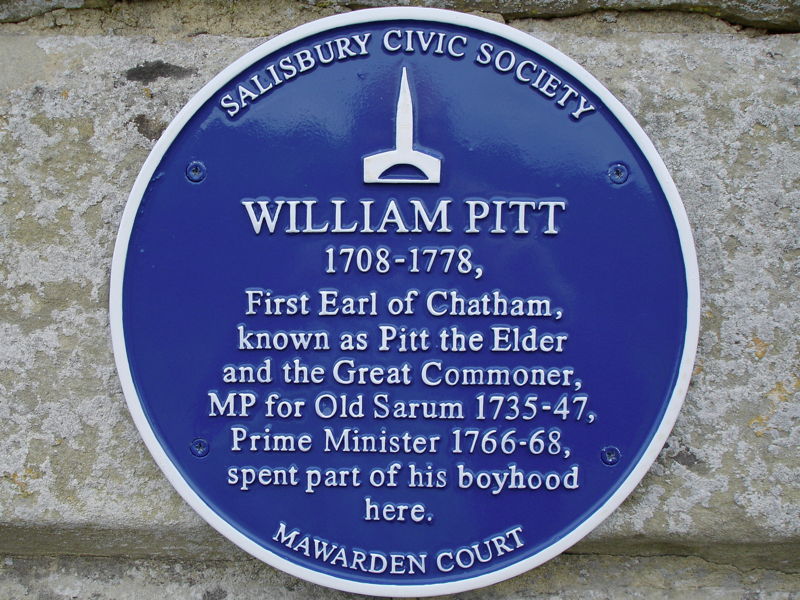 SALISBURY CIVIC SOCIETY
WILLIAM PITT
1708-1778,
First Earl of Chatham,
known as Pitt the Elder
and the Great Commoner,
MP for Old Sarum 1735-47,
Prime Minister 1766-68,
spent part of his boyhood
here.
MAWARDEN COURT